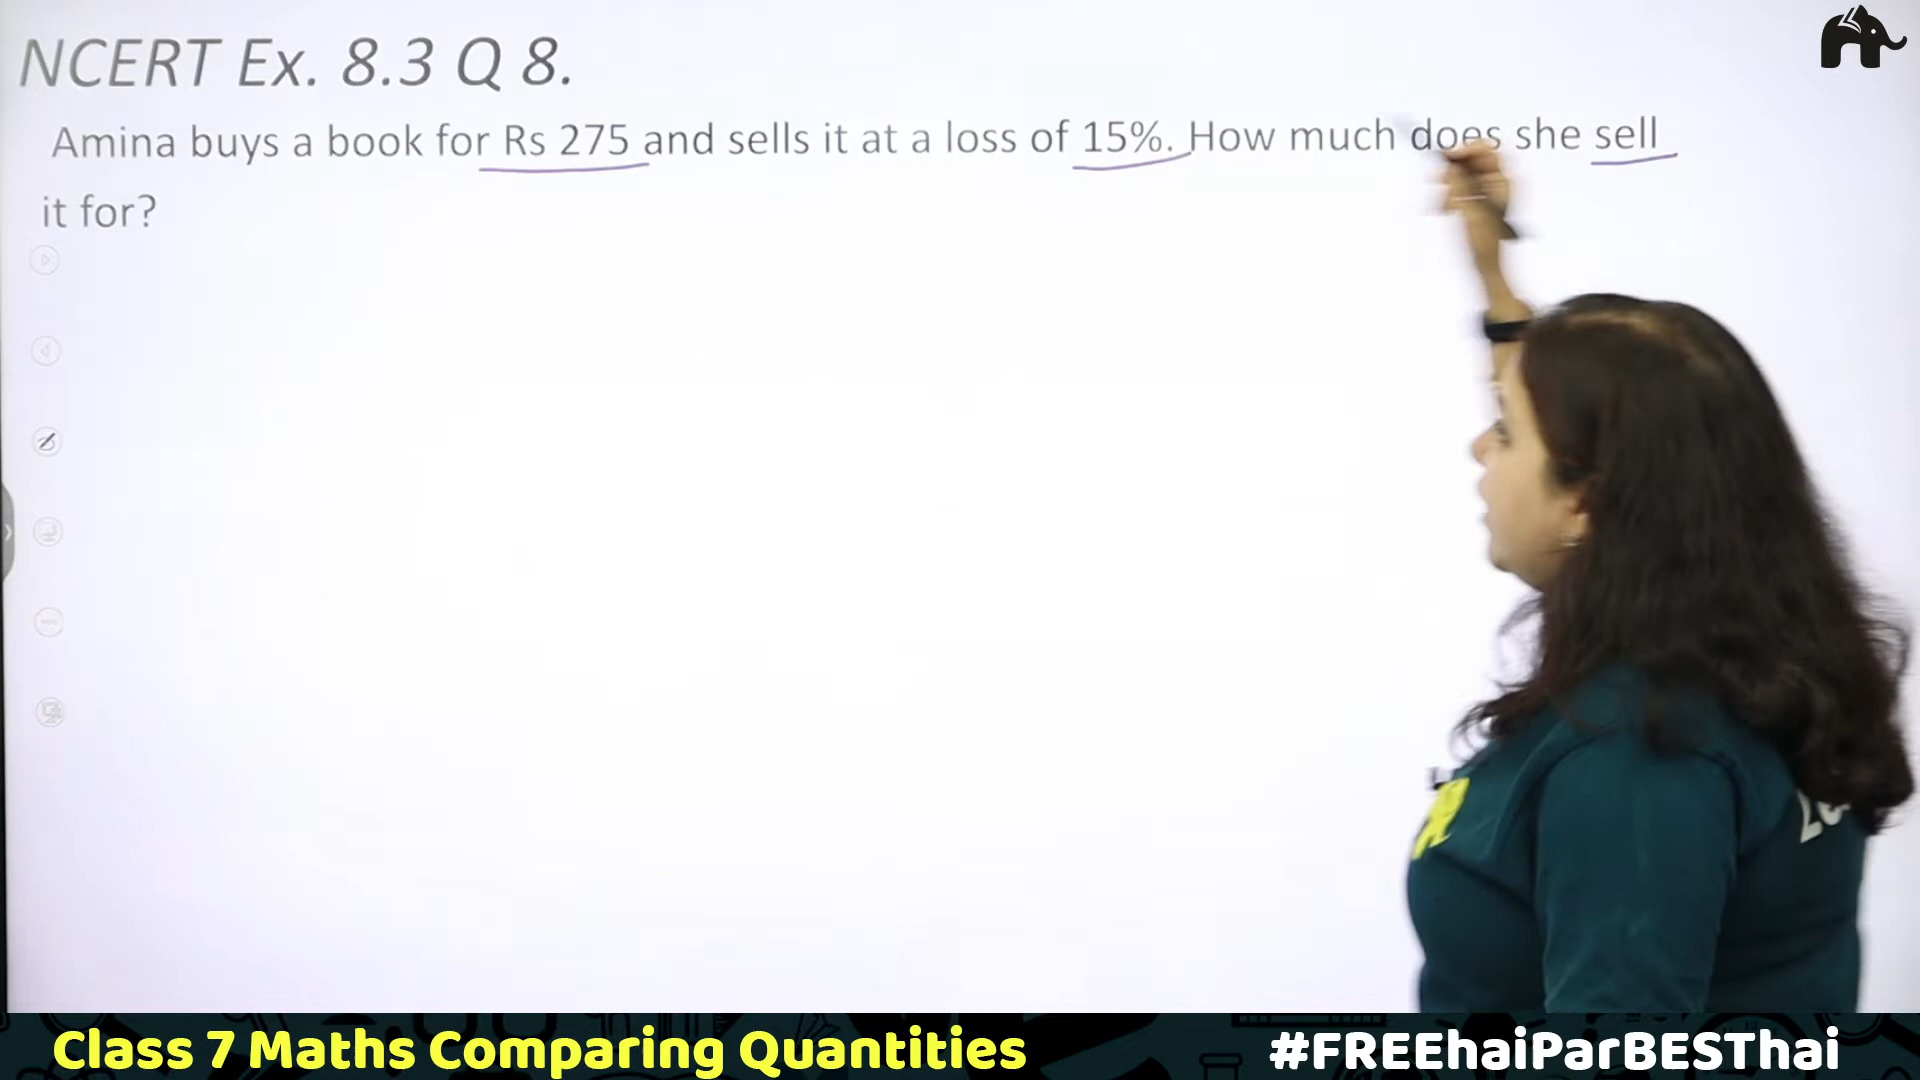 NCERT Ex. 8.3 Q 8.
Amina buys a book for Rs 275 and sells it at a loss of 15%. How much does she sell
it for?
Class 7 Maths Comparing Quantities
#FREEhaiParBESThai